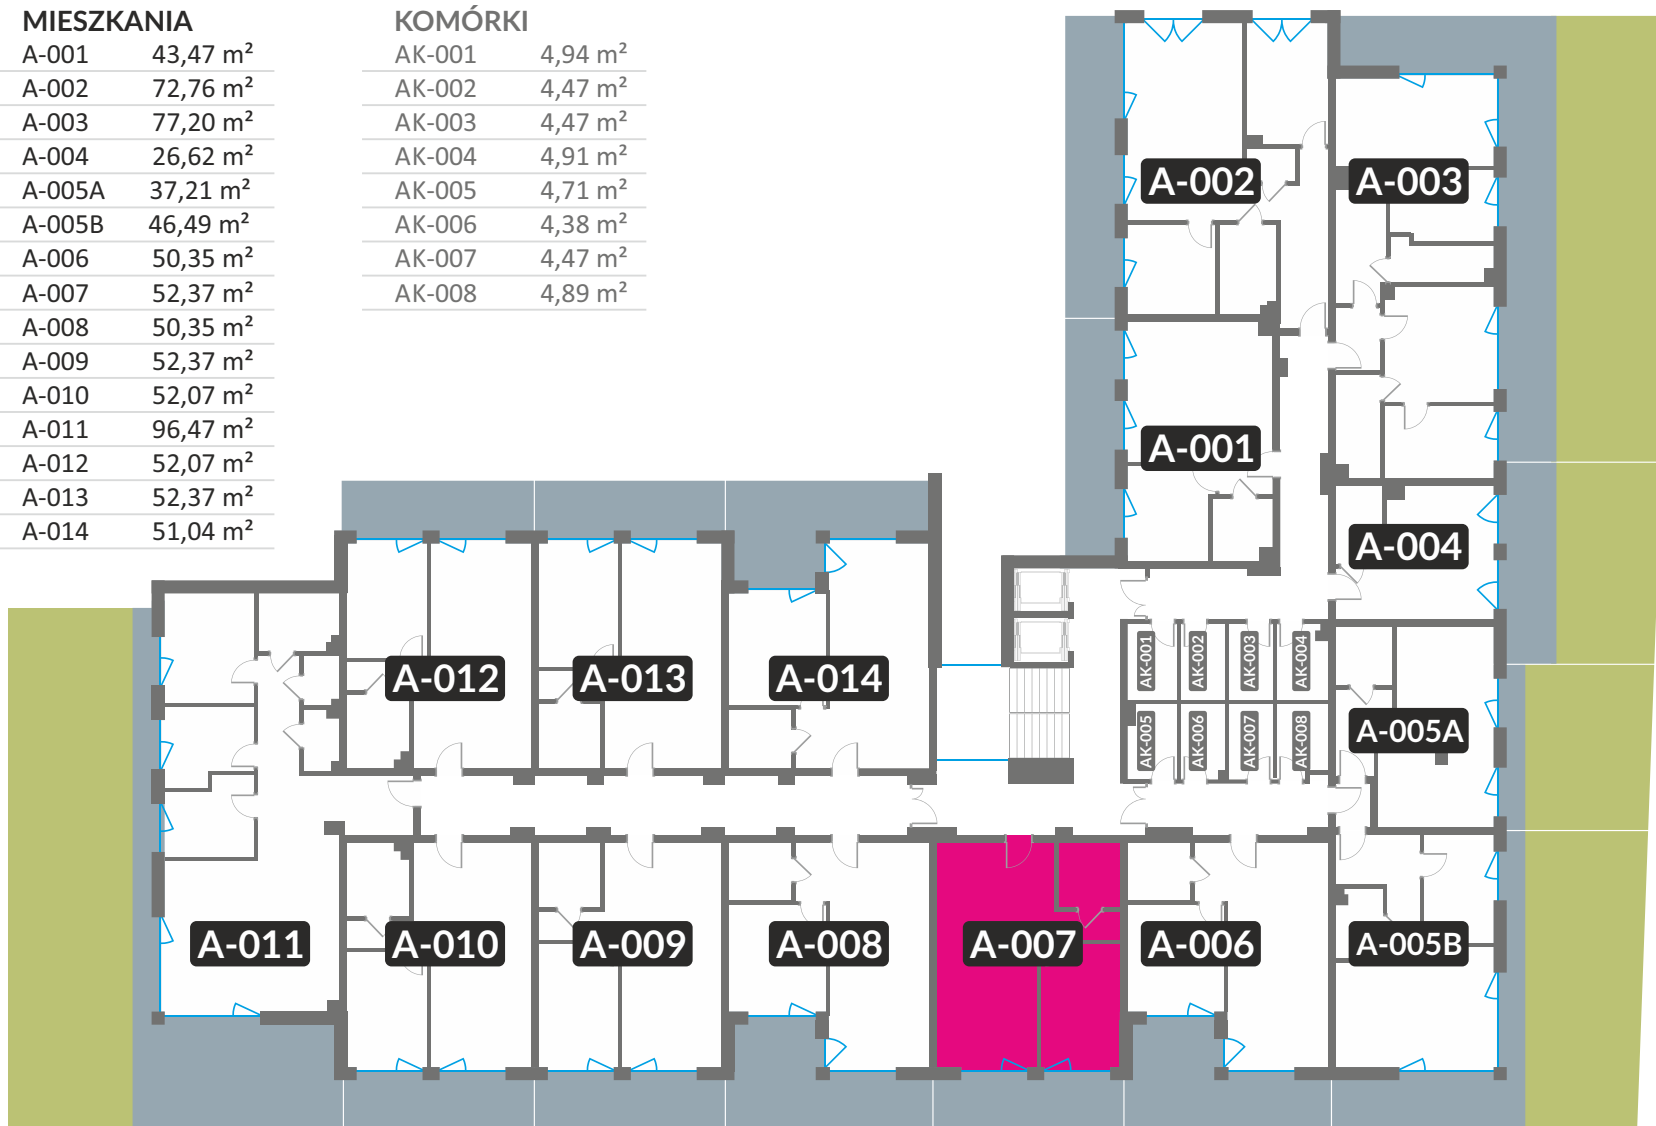 MIESZKANIA
A-001 43,47 m²
A-002 72,76 m²
A-003 77,20 m²
A-004 26,62 m²
A-005A 37,21 m²
A-005B 46,49 m²
A-006 50,35 m²
A-007 52,37 m²
A-008 50,35 m²
A-009 52,37 m²
A-010 52,07 m²
A-011 96,47 m²
A-012 52,07 m²
A-013 52,37 m²
A-014 51,04 m²
KOMÓRKI
AK-001 4,94 m²
AK-002 4,47 m²
AK-003 4,47 m²
AK-004 4,91 m²
AK-005 4,71 m²
AK-006 4,38 m²
AK-007 4,47 m²
AK-008 4,89 m²
A-002
A-003
A-001
A-004
AK-001
AK-002
AK-003
AK-004
A-012
A-013
A-014
AK-005
AK-006
AK-007
AK-008
A-005A
A-011
A-010
A-009
A-008
A-007
A-006
A-005B